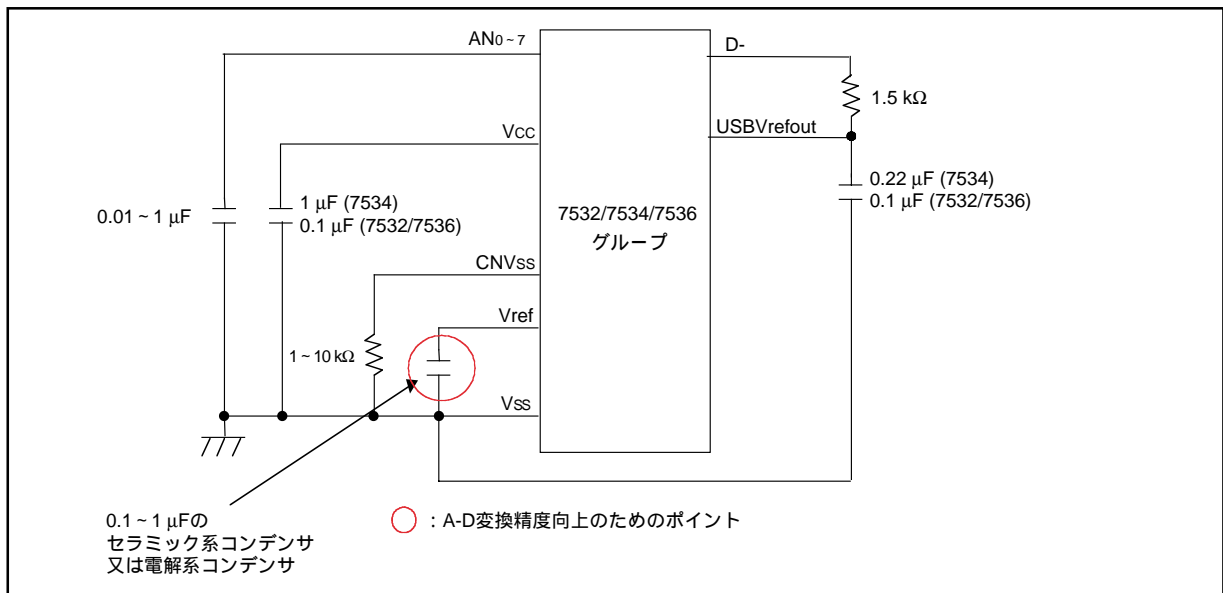 AN0~7
D-
1.5 kΩ
VCC
USBVrefout
0.01 ~ 1 µF
1 µF (7534)
0.1 µF (7532/7536)
7532/7534/7536
グループ
0.22 µF (7534)
0.1 µF (7532/7536)
CNVSS
Vref
1 ~ 10 kΩ
VSS
0.1 ~ 1 µFの
セラミック系コンデンサ
又は電解系コンデンサ
: A-D変換精度向上のためのポイント